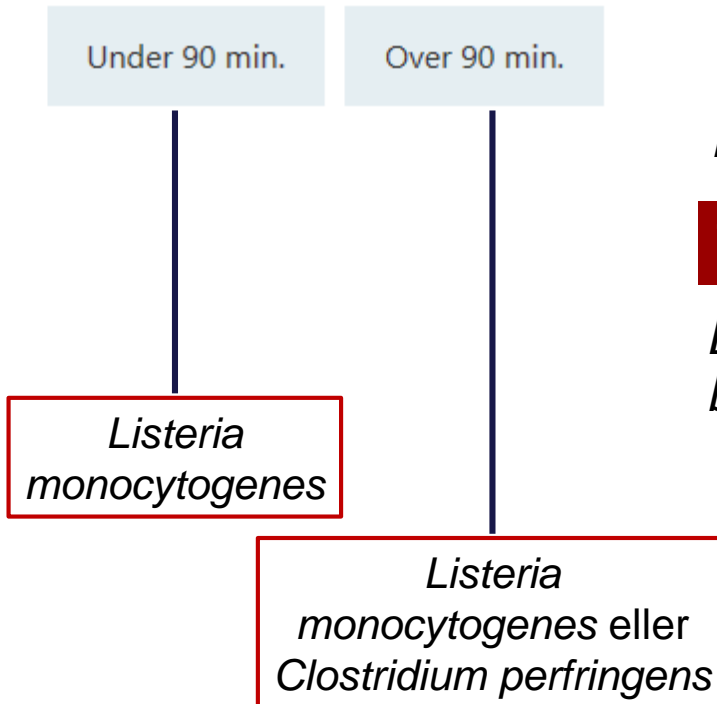 Under 90 min.
Over 90 min.
Listeria
monocytogenes
Listeria
monocytogenes eller
Clostridium perfringens